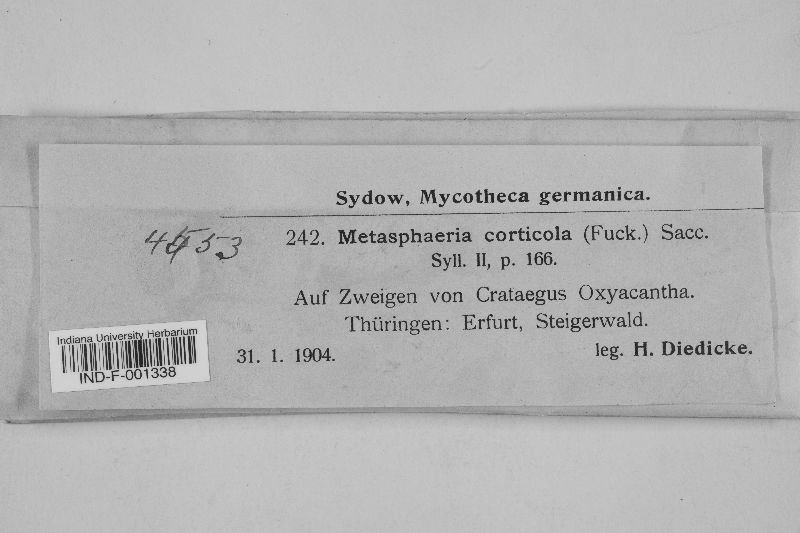 Sydow, Mycotheca germanica.
242. Metasphaeria corticola (Fuck.) Sacc.
Syll. II, p. 166.
Auf Zweigen von Crataegus Oxyacantha.
Thüringen: Erfurt, Steigerwald.
31. 1. 1904. leg. H. Diedicke.
Indiana University Herbarium
IND-F-001338